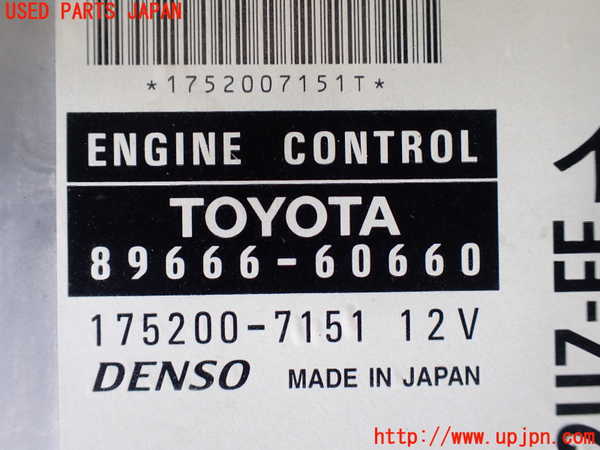 USED PARTS JAPAN
*1752007151T*
ENGINE CONTROL
TOYOTA
89666-60660
175200-7151 12V
DENSO MADE IN JAPAN
http://www.upjpn.com/